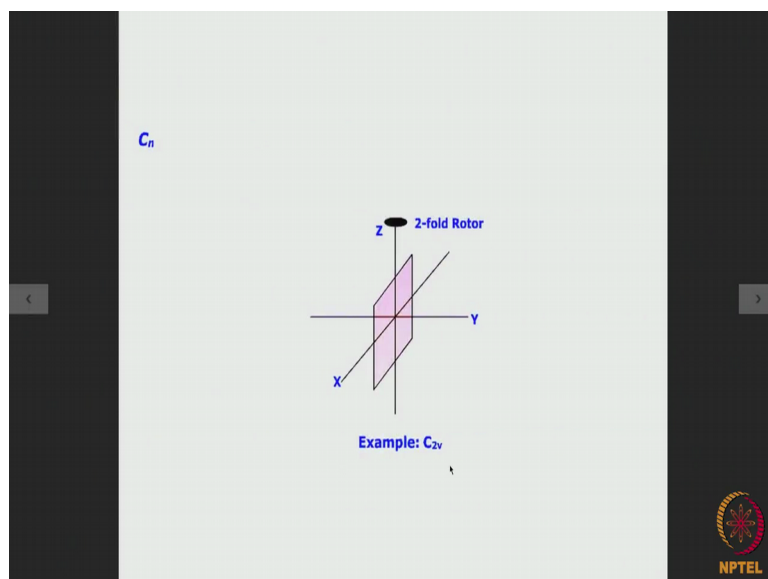 Cn
Z 2-fold Rotor
Y
X
Example: C2v
NPTEL